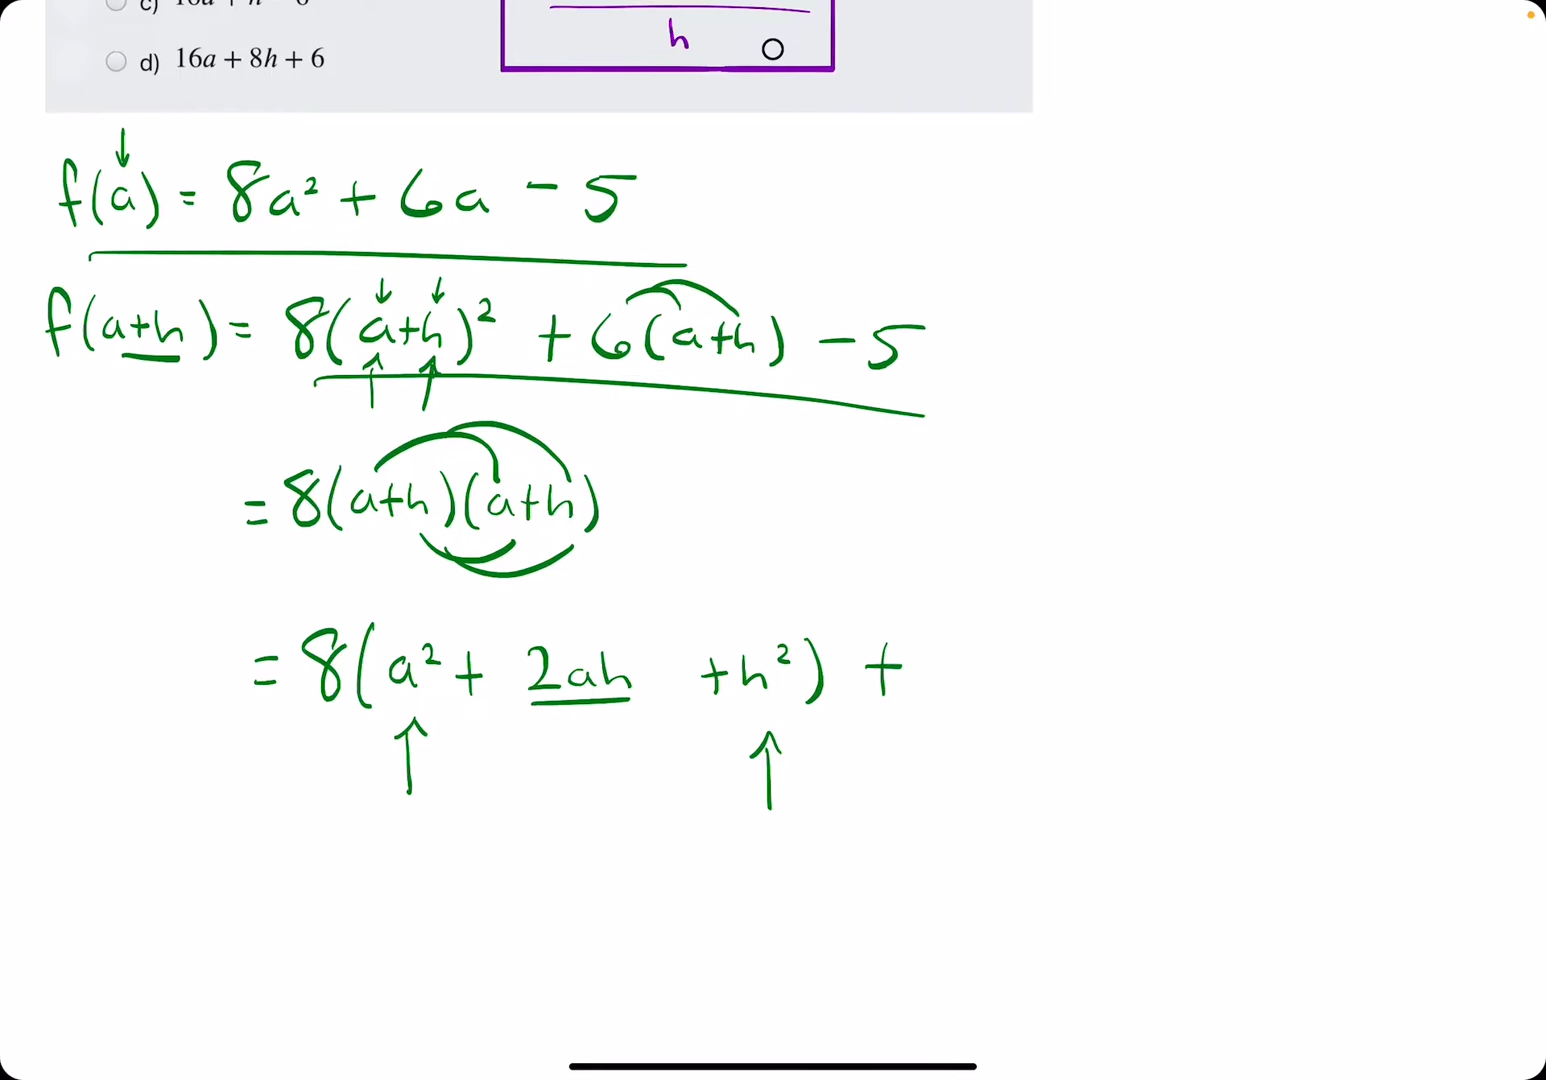 c)
h
d) 16a + 8h + 6
f(a) = 8a² + 6a - 5
f(a+h) = 8(a+h)² + 6(a+h) - 5
= 8(a+h)(a+h)
= 8(a² + 2ah + h²) +